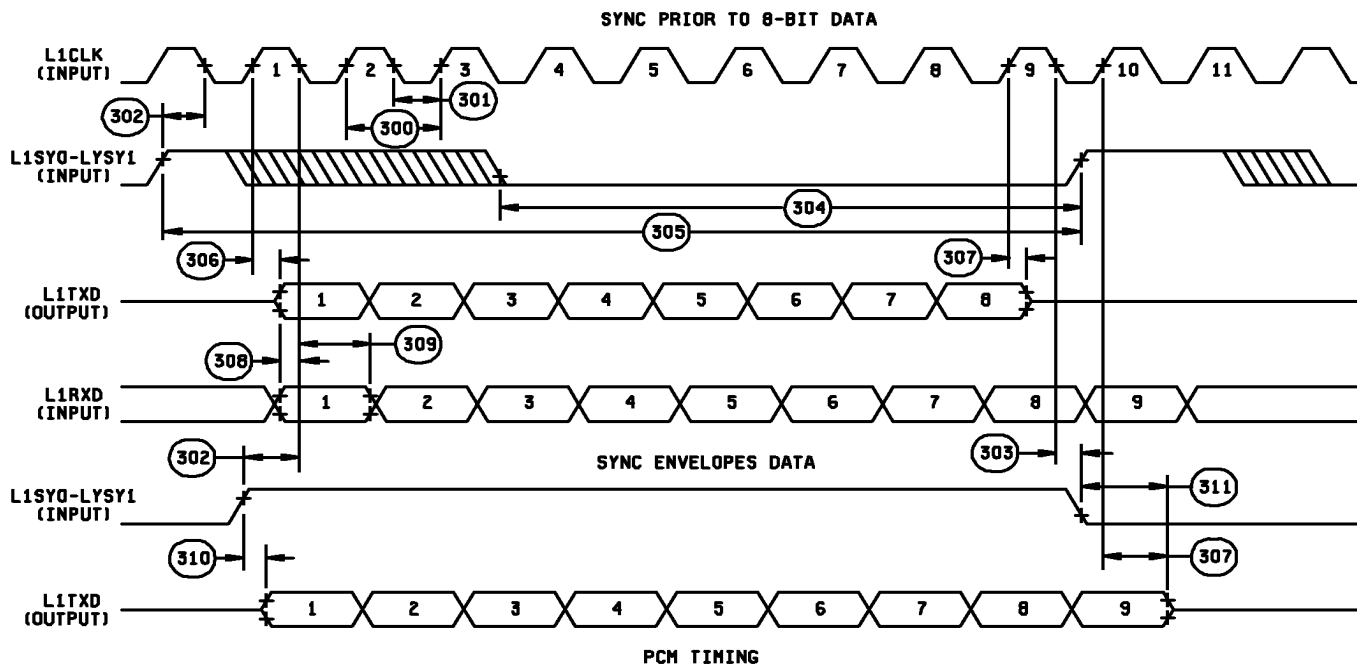 SYNC PRIOR TO 8-BIT DATA
L1CLK
(INPUT)
1 2 3 4 5 6 7 8 9 10 11
302
301
300
L1SY0-LYSY1
(INPUT)
304
305
306
307
L1TXD
(OUTPUT)
1 2 3 4 5 6 7 8
308
309
L1RXD
(INPUT)
1 2 3 4 5 6 7 8 9
302
SYNC ENVELOPES DATA
303
L1SY0-LYSY1
(INPUT)
311
310
307
L1TXD
(OUTPUT)
1 2 3 4 5 6 7 8 9
PCM TIMING